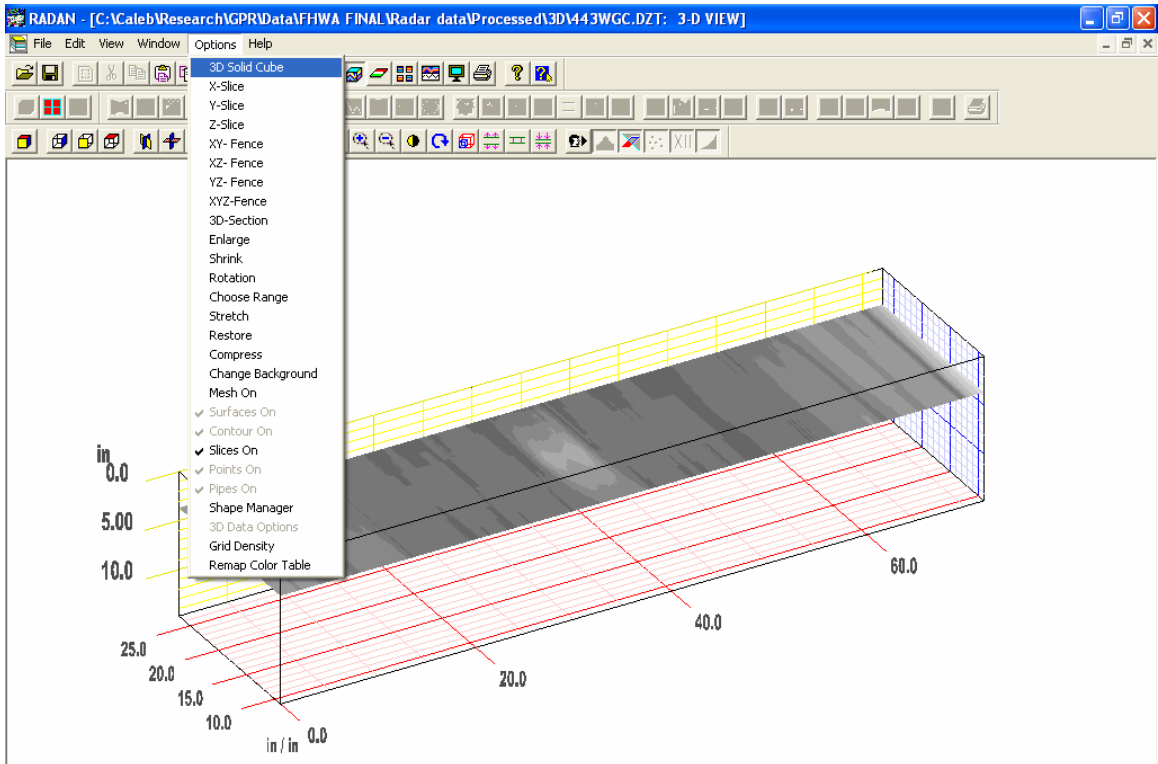 RADAN - [C:\Caleb\Research\GPR\Data\FHWA FINAL\Radar data\Processed\3D\443WGC.DZT: 3-D VIEW]
File Edit View Window Options Help
3D Solid Cube
X-Slice
Y-Slice
Z-Slice
XY- Fence
XZ- Fence
YZ- Fence
XYZ-Fence
3D-Section
Enlarge
Shrink
Rotation
Choose Range
Stretch
Restore
Compress
Change Background
Mesh On
Surfaces On
Contour On
Slices On
Points On
Pipes On
Shape Manager
3D Data Options
Grid Density
Remap Color Table
XII
in
0.0
5.00
10.0
25.0
20.0
15.0
10.0
in / in
0.0
20.0
40.0
60.0